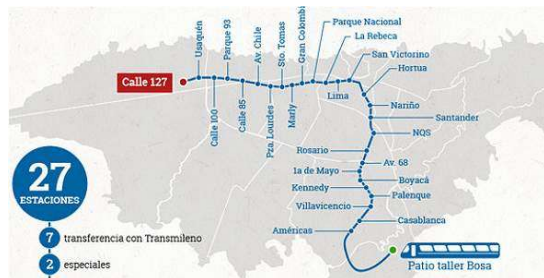 Calle 127
Usaquén
Calle 100
Parque 93
Calle 85
Av. Chile
Pza. Lourdes
Sto. Tomas
Marly
Gran Colombi
Parque Nacional
La Rebeca
Lima
San Victorino
Hortua
Nariño
Santander
NQS
Rosario
Av. 68
1a de Mayo
Boyacá
Kennedy
Palenque
Villavicencio
Casablanca
Américas
Patio taller Bosa
27
ESTACIONES
7 transferencia con Transmileno
2 especiales